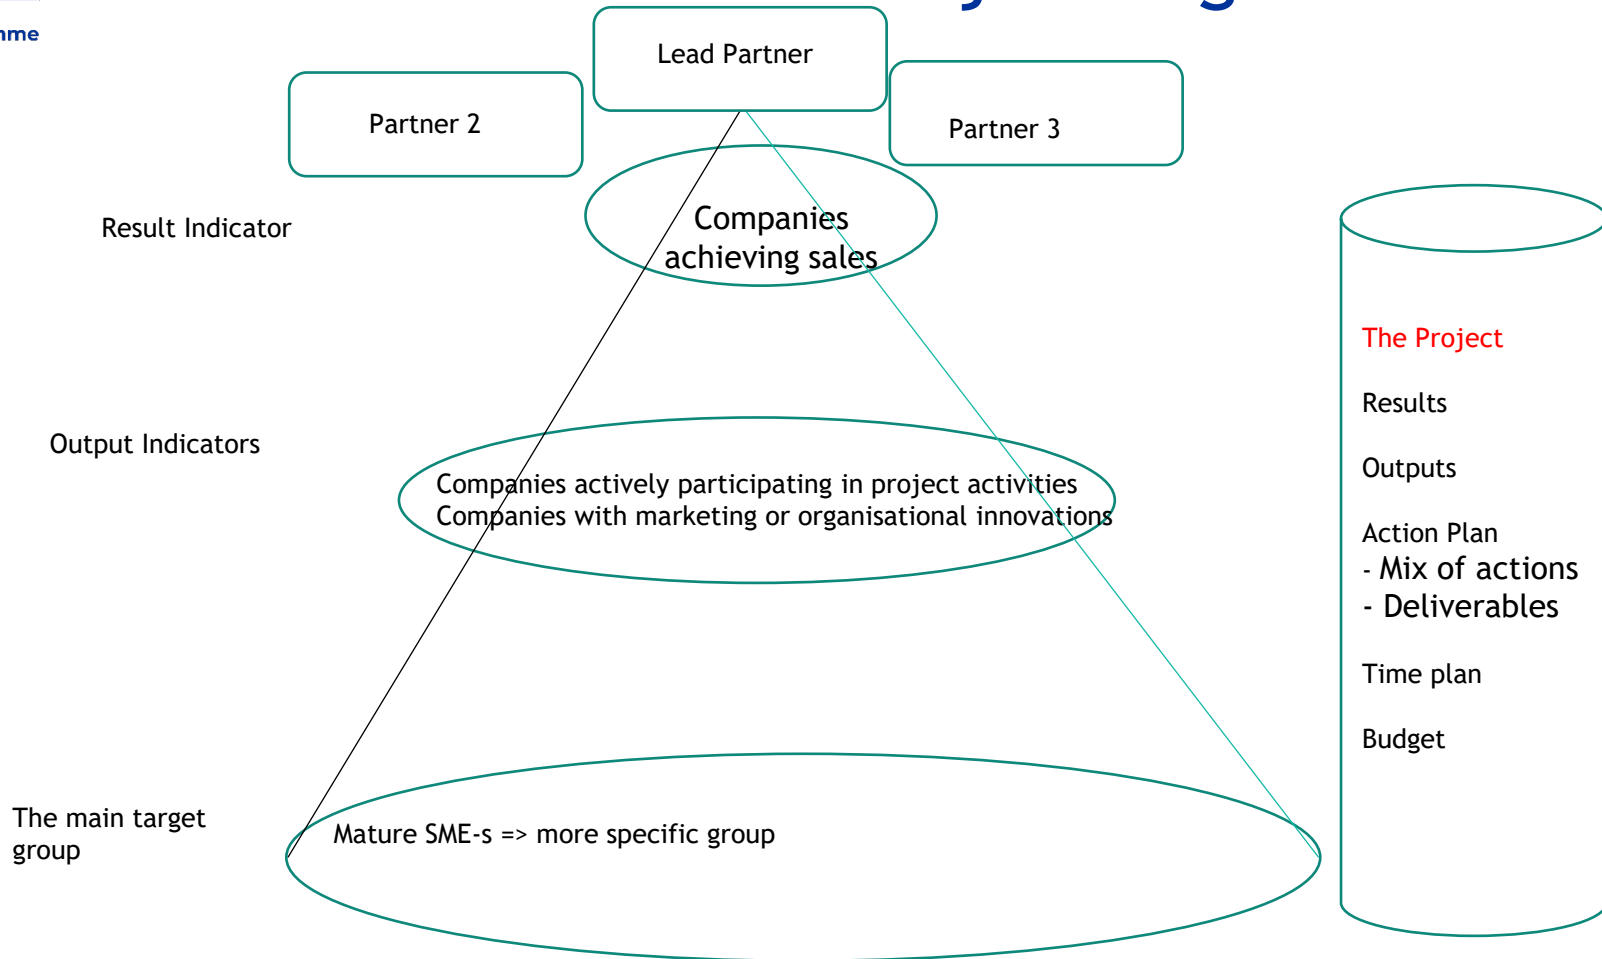 Lead Partner
Partner 2
Partner 3
Result Indicator
Companies
achieving sales
Output Indicators
Companies actively participating in project activities
Companies with marketing or organisational innovations
The main target
group
Mature SME-s => more specific group
The Project
Results
Outputs
Action Plan
- Mix of actions
- Deliverables
Time plan
Budget